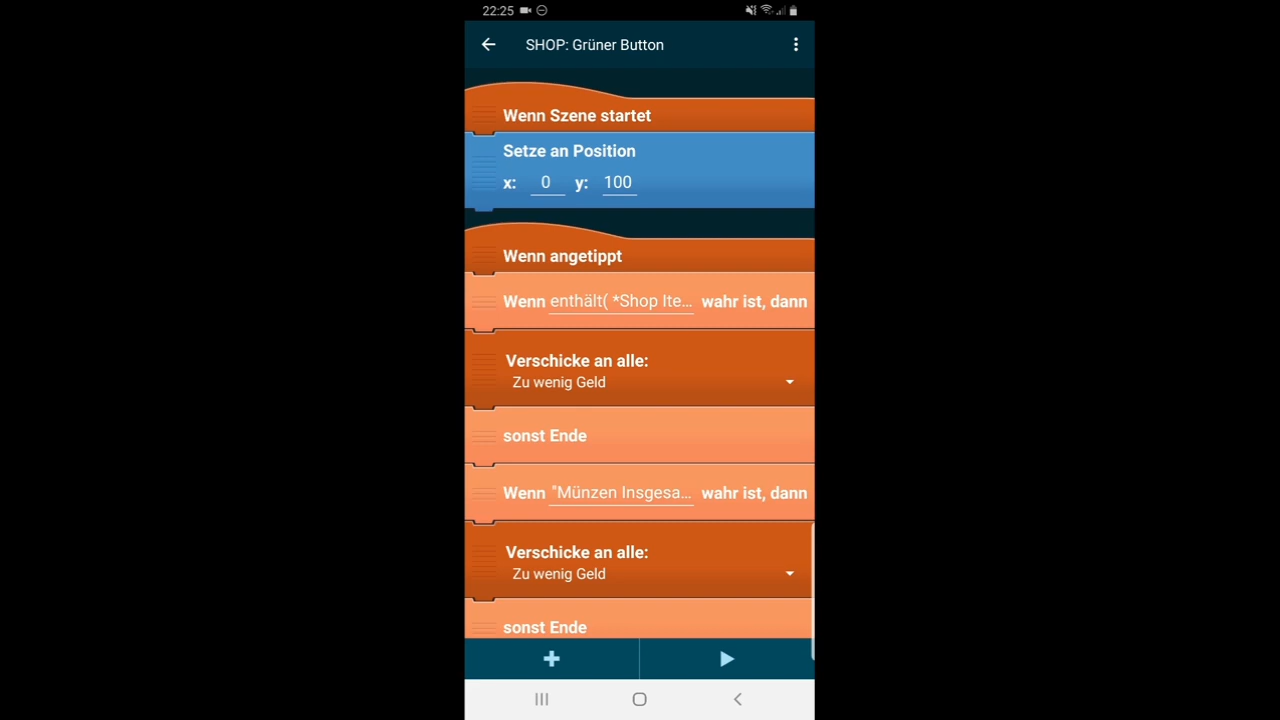 22:25
SHOP: Grüner Button
Wenn Szene startet
Setze an Position
x: 0 y: 100
Wenn angetippt
Wenn enthält( *Shop Ite... wahr ist, dann
Verschicke an alle:
Zu wenig Geld
sonst Ende
Wenn "Münzen Insgesa... wahr ist, dann
Verschicke an alle:
Zu wenig Geld
sonst Ende